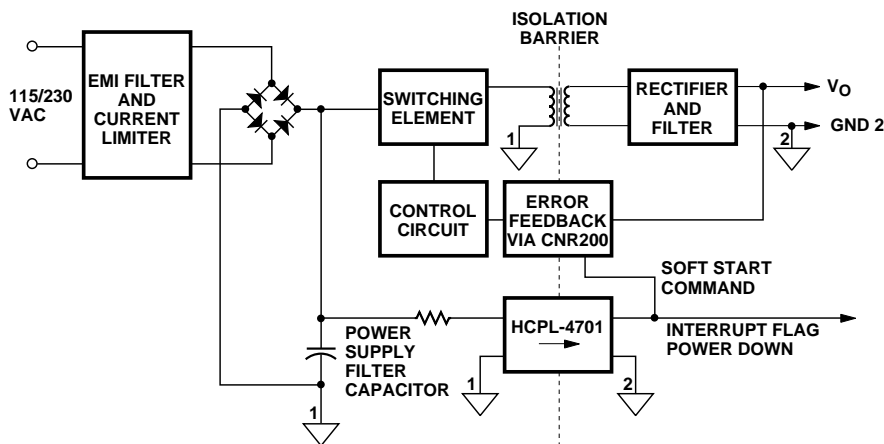 ISOLATION
BARRIER
115/230
VAC
EMI FILTER
AND
CURRENT
LIMITER
SWITCHING
ELEMENT
1
RECTIFIER
AND
FILTER
VO
GND 2
2
CONTROL
CIRCUIT
ERROR
FEEDBACK
VIA CNR200
SOFT START
COMMAND
POWER
SUPPLY
FILTER
CAPACITOR
1
HCPL-4701
1
2
INTERRUPT FLAG
POWER DOWN